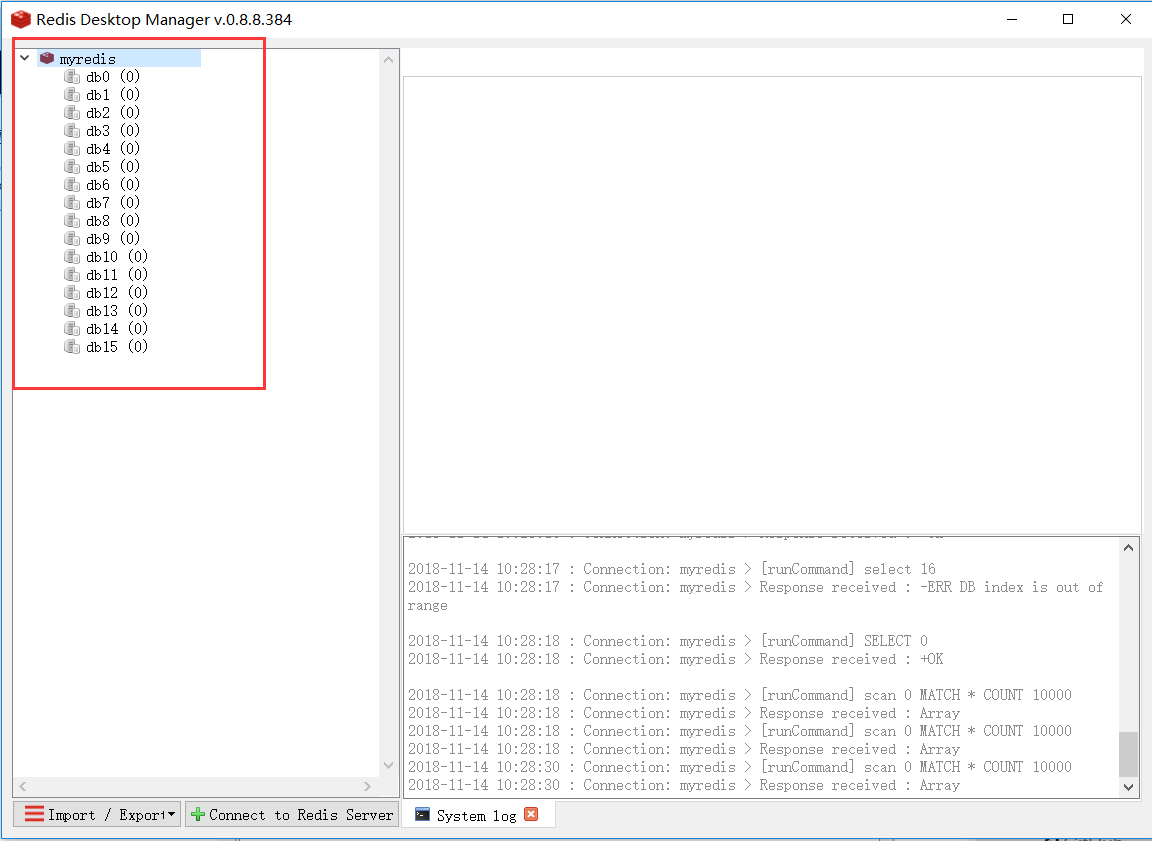 Redis Desktop Manager v.0.8.8.384
myredis
db0 (0)
db1 (0)
db2 (0)
db3 (0)
db4 (0)
db5 (0)
db6 (0)
db7 (0)
db8 (0)
db9 (0)
db10 (0)
db11 (0)
db12 (0)
db13 (0)
db14 (0)
db15 (0)
2018-11-14 10:28:17 : Connection: myredis > [runCommand] select 16
2018-11-14 10:28:17 : Connection: myredis > Response received : -ERR DB index is out of
range
2018-11-14 10:28:18 : Connection: myredis > [runCommand] SELECT 0
2018-11-14 10:28:18 : Connection: myredis > Response received : +OK
2018-11-14 10:28:18 : Connection: myredis > [runCommand] scan 0 MATCH * COUNT 10000
2018-11-14 10:28:18 : Connection: myredis > Response received : Array
2018-11-14 10:28:18 : Connection: myredis > [runCommand] scan 0 MATCH * COUNT 10000
2018-11-14 10:28:18 : Connection: myredis > Response received : Array
2018-11-14 10:28:30 : Connection: myredis > [runCommand] scan 0 MATCH * COUNT 10000
2018-11-14 10:28:30 : Connection: myredis > Response received : Array
Import / Export
Connect to Redis Server
System log